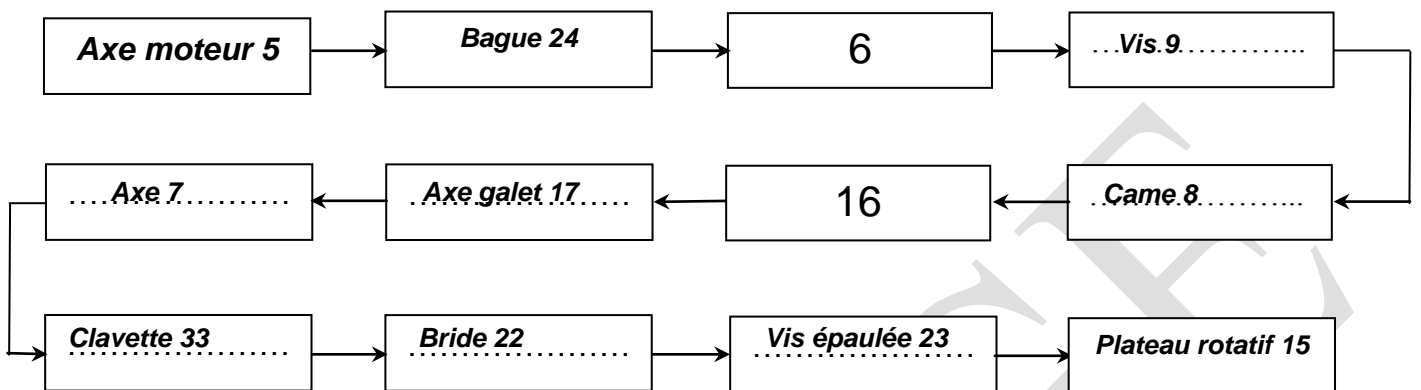 Axe moteur 5
Bague 24
6
Vis 9
Came 8
16
Axe galet 17
Axe 7
Clavette 33
Bride 22
Vis épaulée 23
Plateau rotatif 15